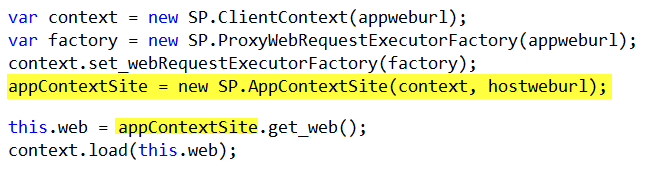 var context = new SP.ClientContext(appweburl);
var factory = new SP.ProxyWebRequestExecutorFactory(appweburl);
context.set_webRequestExecutorFactory(factory);
appContextSite = new SP.AppContextSite(context, hostweburl);
this.web = appContextSite.get_web();
context.load(this.web);